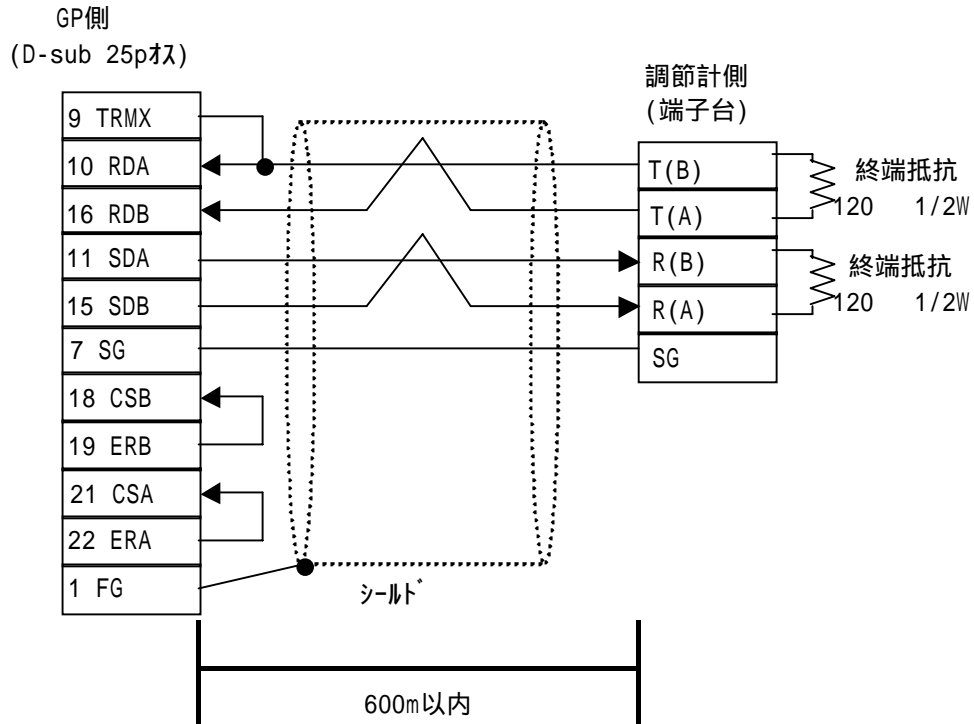 GP側
(D-sub 25pｵｽ)
調節計側
(端子台)
9 TRMX
10 RDA
16 RDB
11 SDA
15 SDB
7 SG
18 CSB
19 ERB
21 CSA
22 ERA
1 FG
T(B)
T(A)
R(B)
R(A)
SG
終端抵抗
120 1/2W
終端抵抗
120 1/2W
ｼｰﾙﾄﾞ
600m以内